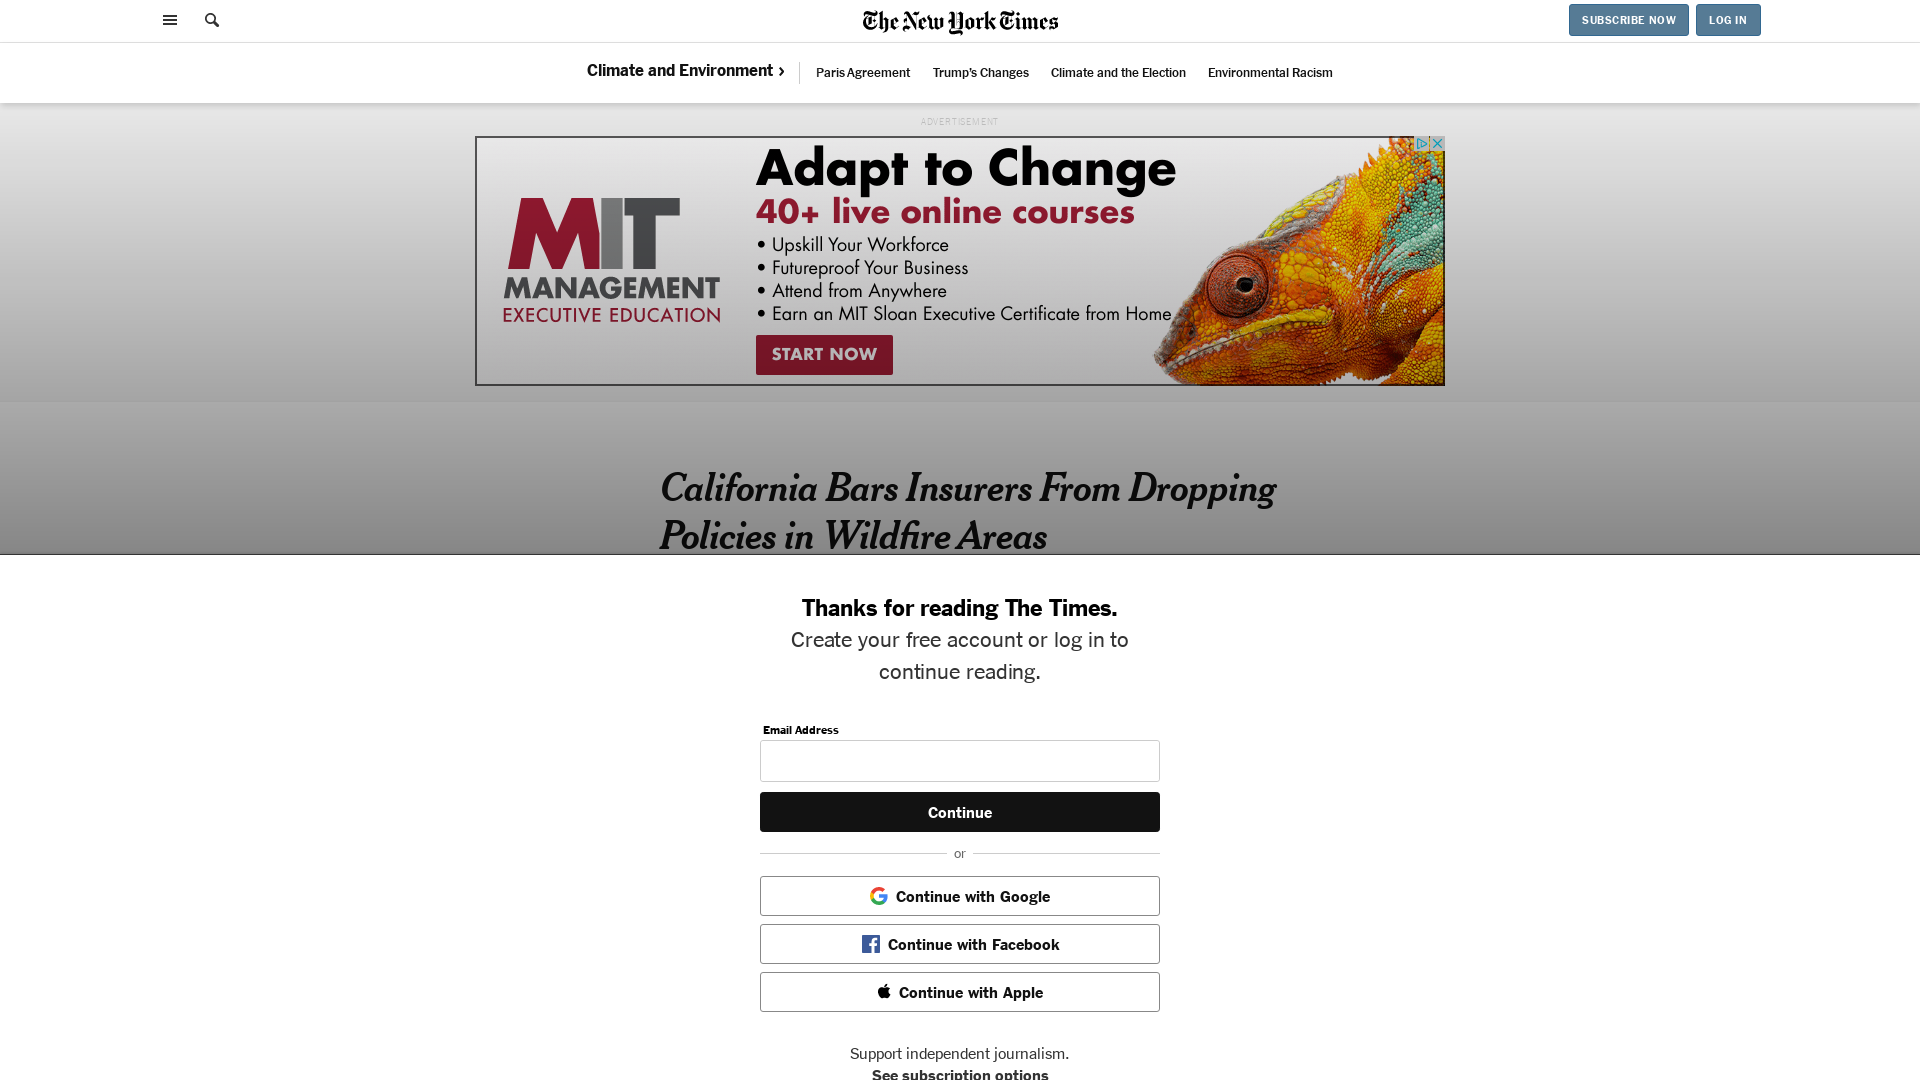 The New York Times
SUBSCRIBE NOW
LOG IN
Climate and Environment ›
Paris Agreement
Trump's Changes
Climate and the Election
Environmental Racism
ADVERTISEMENT
MIT
MANAGEMENT
EXECUTIVE EDUCATION
Adapt to Change
40+ live online courses
• Upskill Your Workforce
• Futureproof Your Business
• Attend from Anywhere
• Earn an MIT Sloan Executive Certificate from Home
START NOW
California Bars Insurers From Dropping
Policies in Wildfire Areas
Thanks for reading The Times.
Create your free account or log in to
continue reading.
Email Address
Continue
or
Continue with Google
Continue with Facebook
Continue with Apple
Support independent journalism.
See subscription options